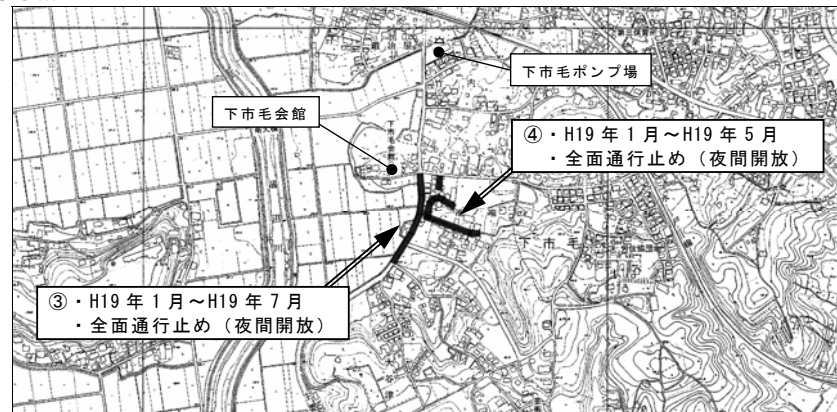 下市毛ポンプ場
下市毛会館
④・H19年1月～H19年5月
・全面通行止め（夜間開放）
下市毛
③・H19年1月～H19年7月
・全面通行止め（夜間開放）